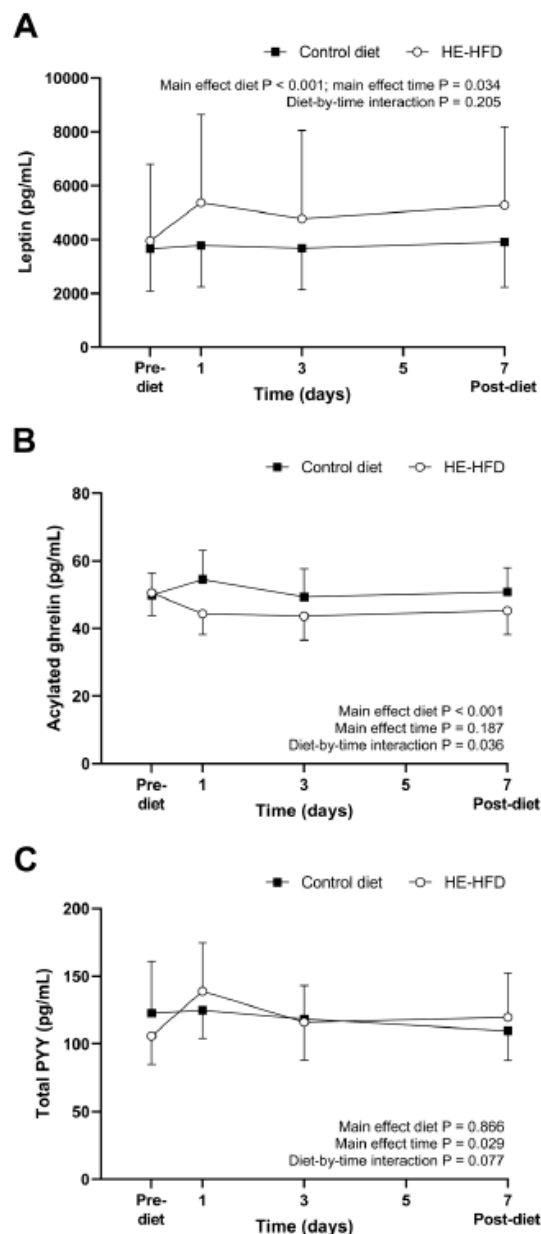 A
Control diet HE-HFD
Main effect diet P < 0.001; main effect time P = 0.034
Diet-by-time interaction P = 0.205
10000
8000
6000
4000
2000
0
Leptin (pg/mL)
Pre-diet 1 3 5 7
Post-diet
Time (days)
B
Control diet HE-HFD
80
60
40
20
0
Acylated ghrelin (pg/mL)
Main effect diet P < 0.001
Main effect time P = 0.187
Diet-by-time interaction P = 0.036
Pre-diet 1 3 5 7
Post-diet
Time (days)
C
Control diet HE-HFD
200
150
100
50
0
Total PYY (pg/mL)
Main effect diet P = 0.866
Main effect time P = 0.029
Diet-by-time interaction P = 0.077
Pre-diet 1 3 5 7
Post-diet
Time (days)